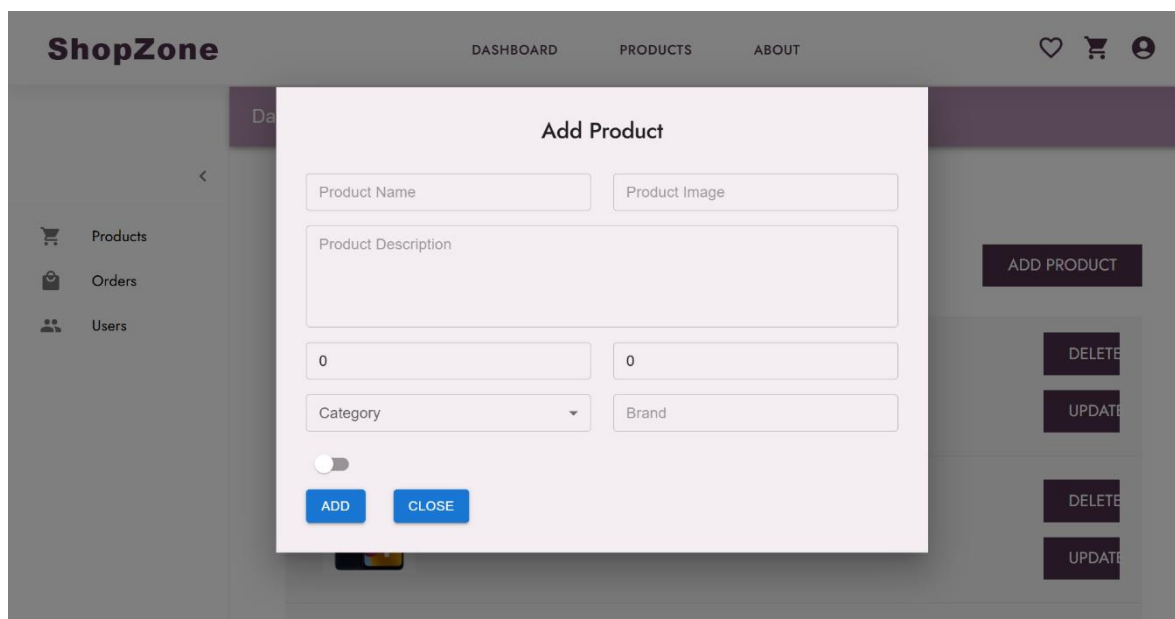 ShopZone
DASHBOARD PRODUCTS ABOUT
Da
Add Product
Product Name
Product Image
Products
Product Description
Orders
ADD PRODUCT
Users
0
0
DELETE
Category
Brand
UPDATE
ADD
CLOSE
DELETE
UPDATE